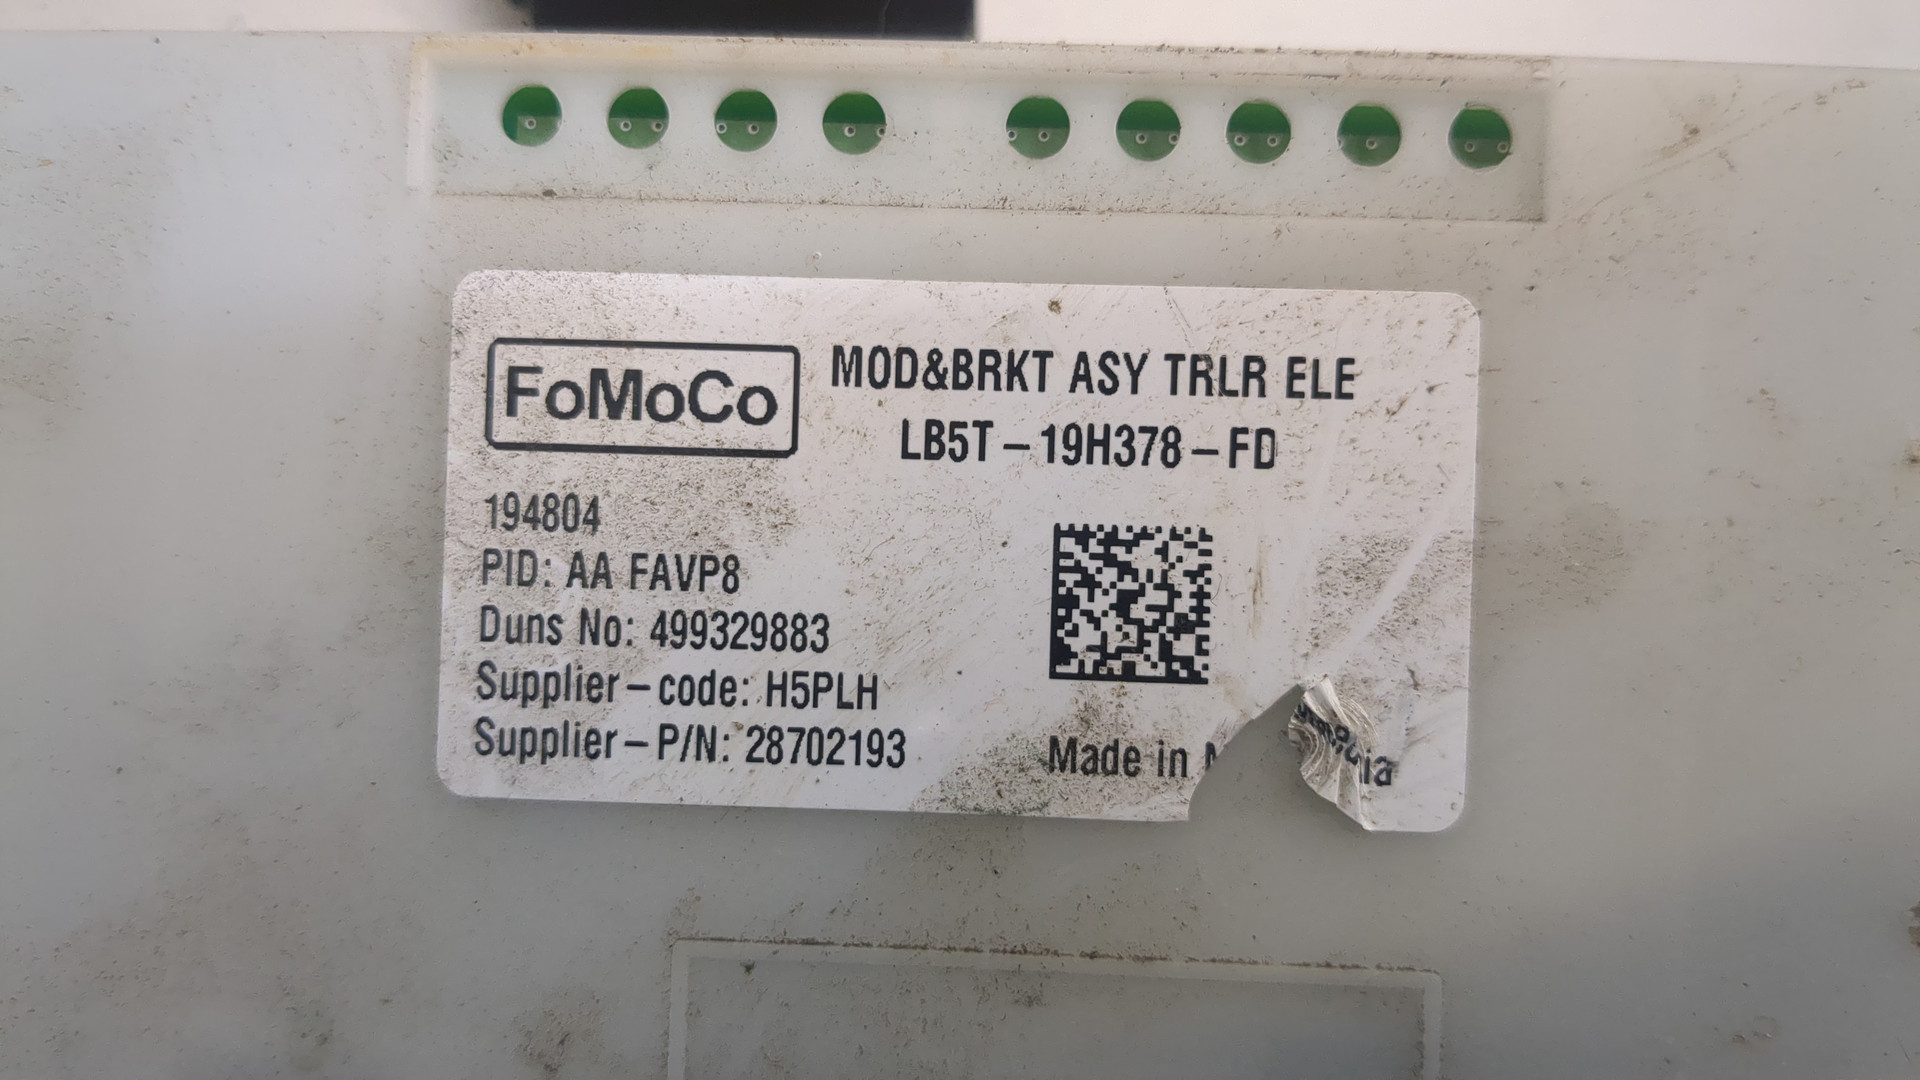 FoMoCo
MOD&BRKT ASY TRLR ELE
LB5T-19H378-FD
194804
PID: AA FAVP8
Duns No: 499329883
Supplier-code: H5PLH
Supplier-P/N: 28702193
Made in